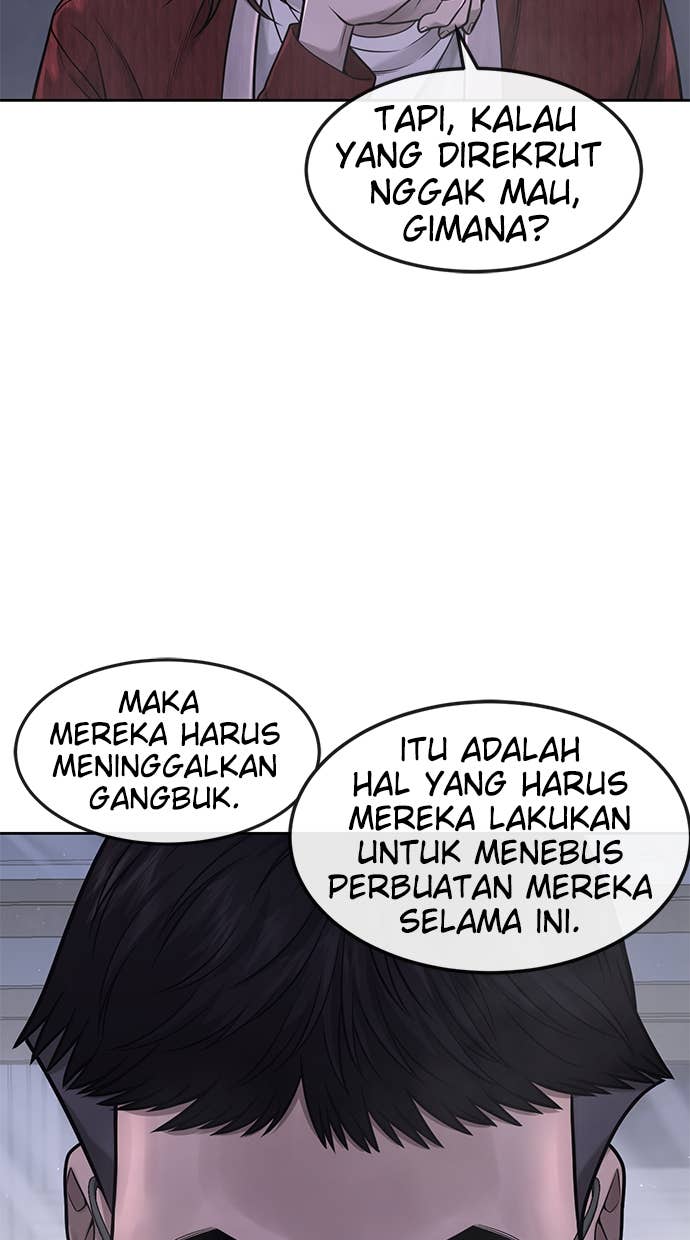 TAPI, KALAU
YANG DIREKRUT
NGGAK MAU,
GIMANA?
MAKA
MEREKA HARUS
MENINGGALKAN
GANGBUK.
ITU ADALAH
HAL YANG HARUS
MEREKA LAKUKAN
UNTUK MENEBUS
PERBUATAN MEREKA
SELAMA INI.